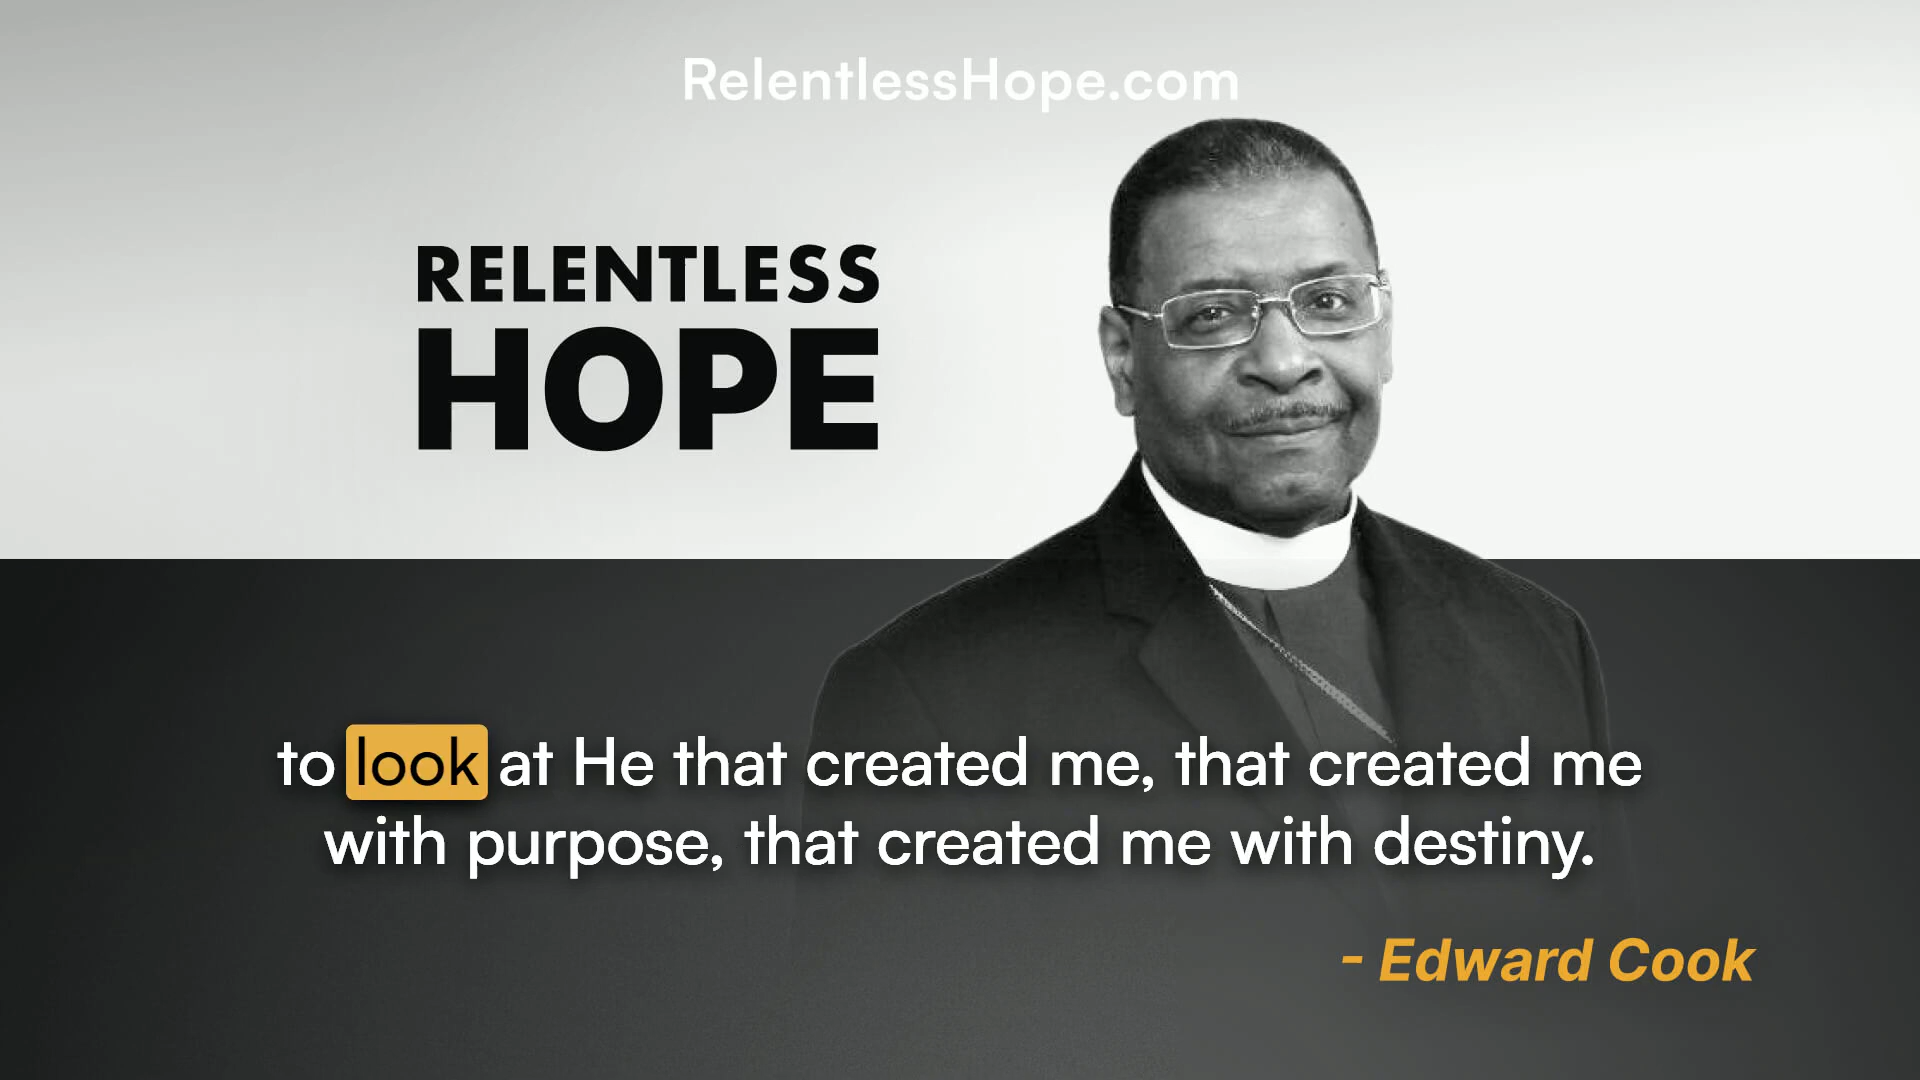 RelentlessHope.com
RELENTLESS
HOPE
to look at He that created me, that created me
with purpose, that created me with destiny.
- Edward Cook